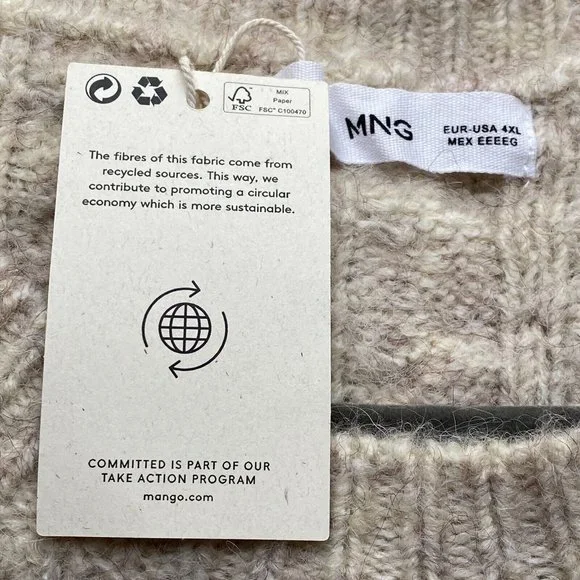 FSC
MIX
Paper
FSC® C100470
The fibres of this fabric come from
recycled sources. This way, we
contribute to promoting a circular
economy which is more sustainable.
COMMITTED IS PART OF OUR
TAKE ACTION PROGRAM
mango.com
MNG
EUR-USA 4XL
MEX EEEEG